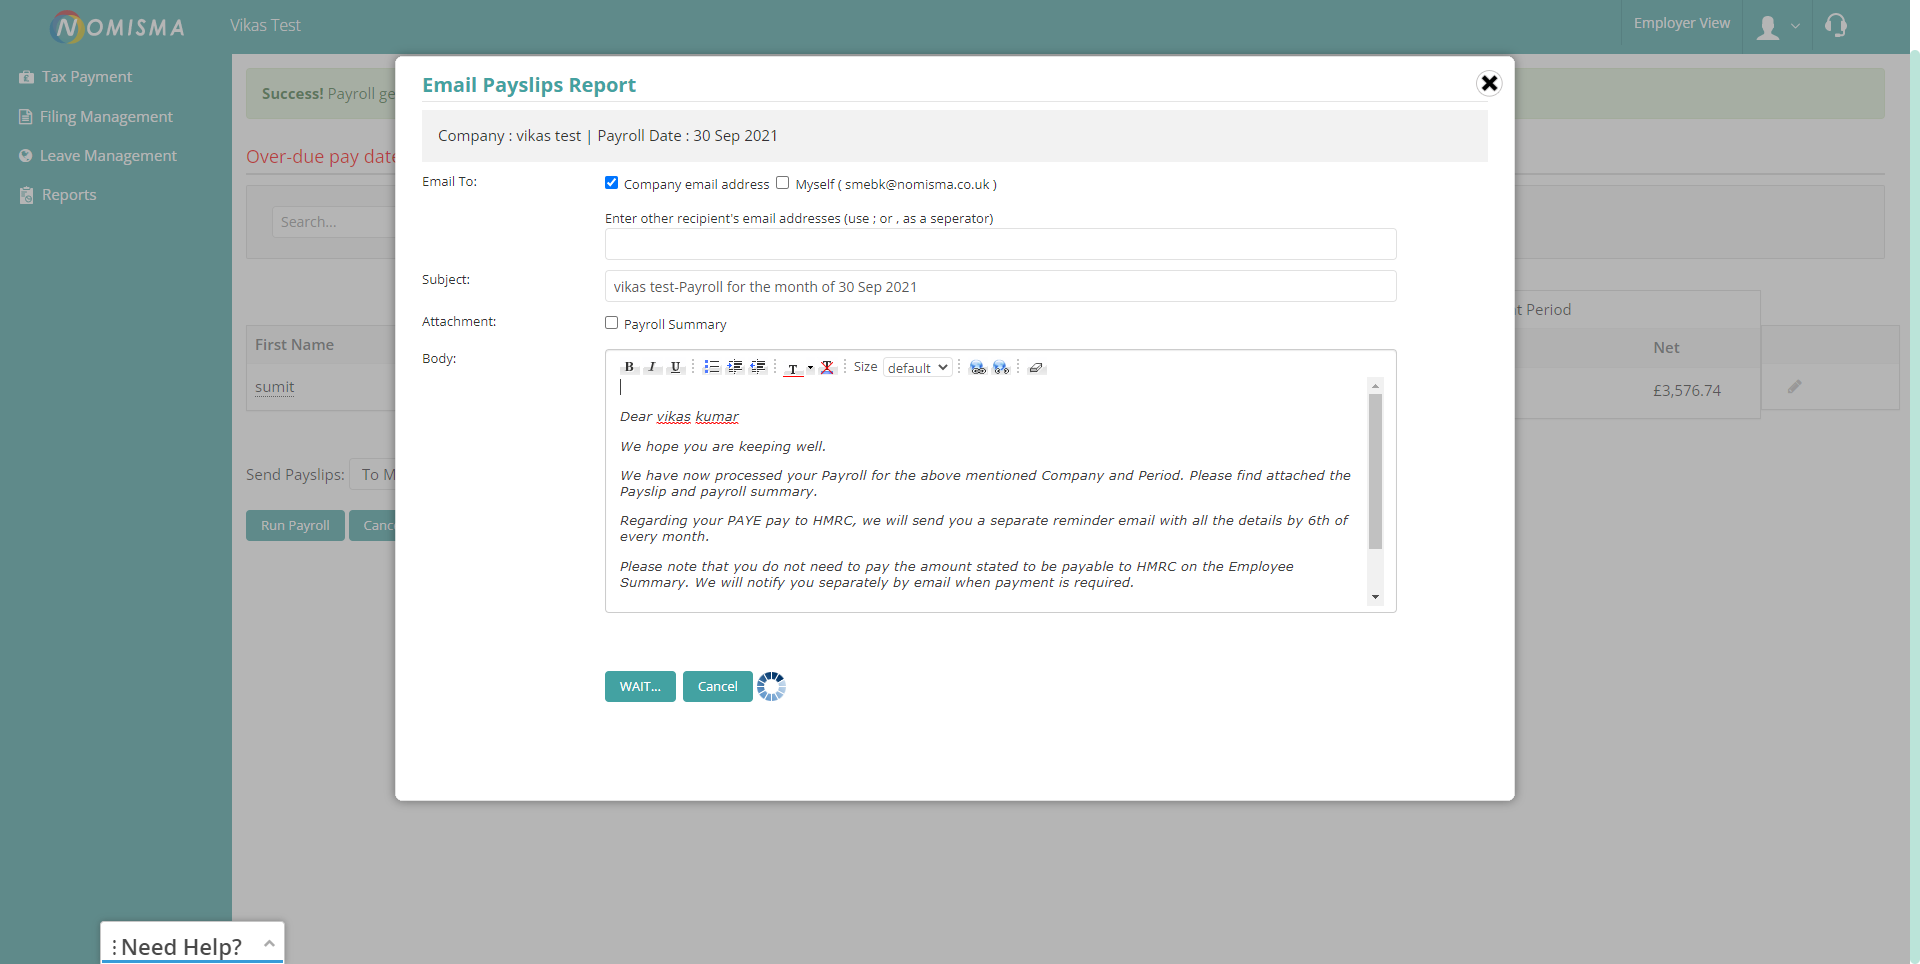 NOMISMA
Vikas Test
Employer View
Tax Payment
Filing Management
Leave Management
Reports
Success! Payroll ge
Over-due pay date
Search...
t Period
First Name
Net
sumit
£3,576.74
Send Payslips:
To M
Run Payroll
Canc
Email Payslips Report
Company : vikas test | Payroll Date : 30 Sep 2021
Email To:
Company email address Myself ( smebk@nomisma.co.uk )
Enter other recipient's email addresses (use ; or , as a seperator)
Subject:
vikas test-Payroll for the month of 30 Sep 2021
Attachment:
Payroll Summary
Body:
B I U T T Size default
Dear vikas kumar
We hope you are keeping well.
We have now processed your Payroll for the above mentioned Company and Period. Please find attached the
Payslip and payroll summary.
Regarding your PAYE pay to HMRC, we will send you a separate reminder email with all the details by 6th of
every month.
Please note that you do not need to pay the amount stated to be payable to HMRC on the Employee
Summary. We will notify you separately by email when payment is required.
WAIT...
Cancel
Need Help?